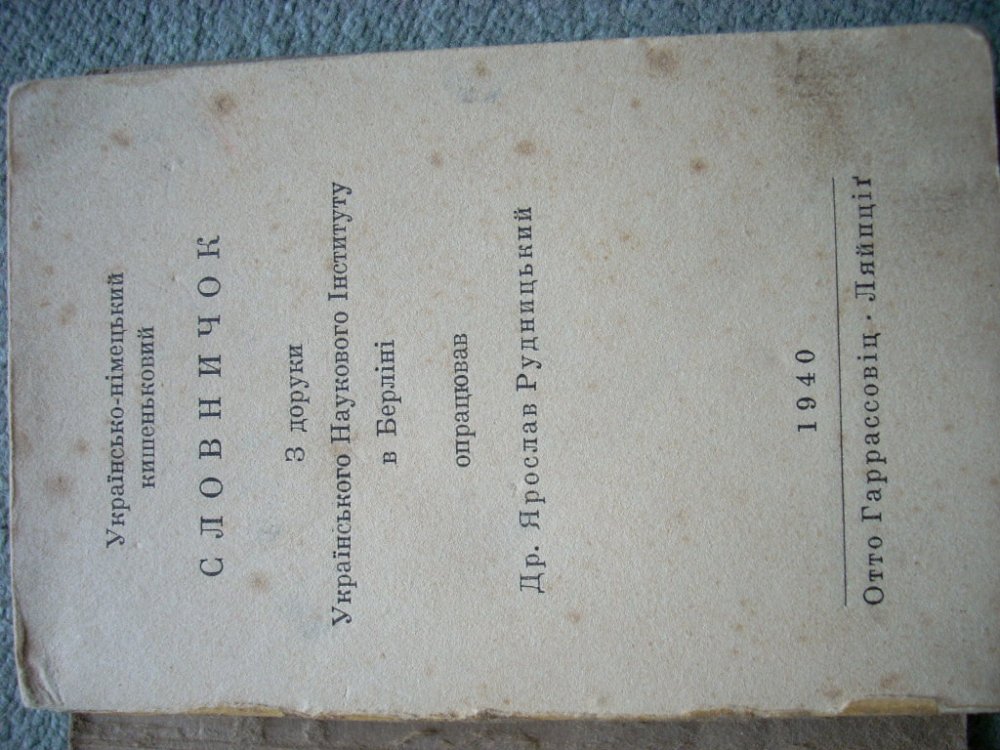 Українсько-німецький
кишеньковий
СЛОВНИЧОК
З доруки
Українського Наукового Інституту
в Берліні
опрацював
Др. Ярослав Рудницький
1940
Отто Гаррассовіц · Ляйпціґ